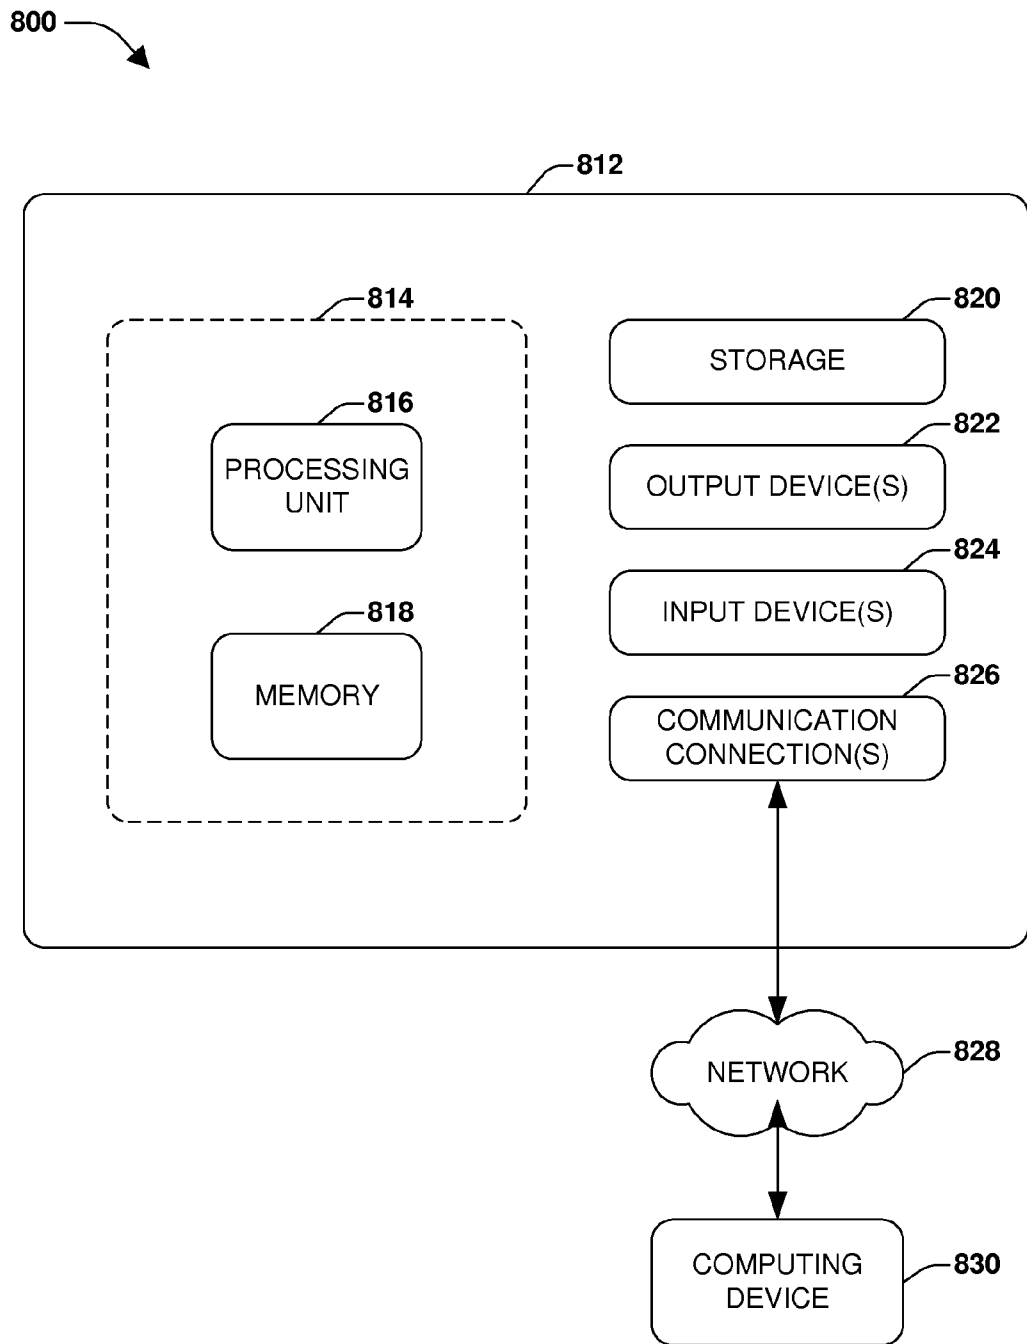 800
812
814
820
STORAGE
816
822
PROCESSING
UNIT
OUTPUT DEVICE(S)
824
INPUT DEVICE(S)
818
MEMORY
826
COMMUNICATION
CONNECTION(S)
NETWORK
828
COMPUTING
DEVICE
830